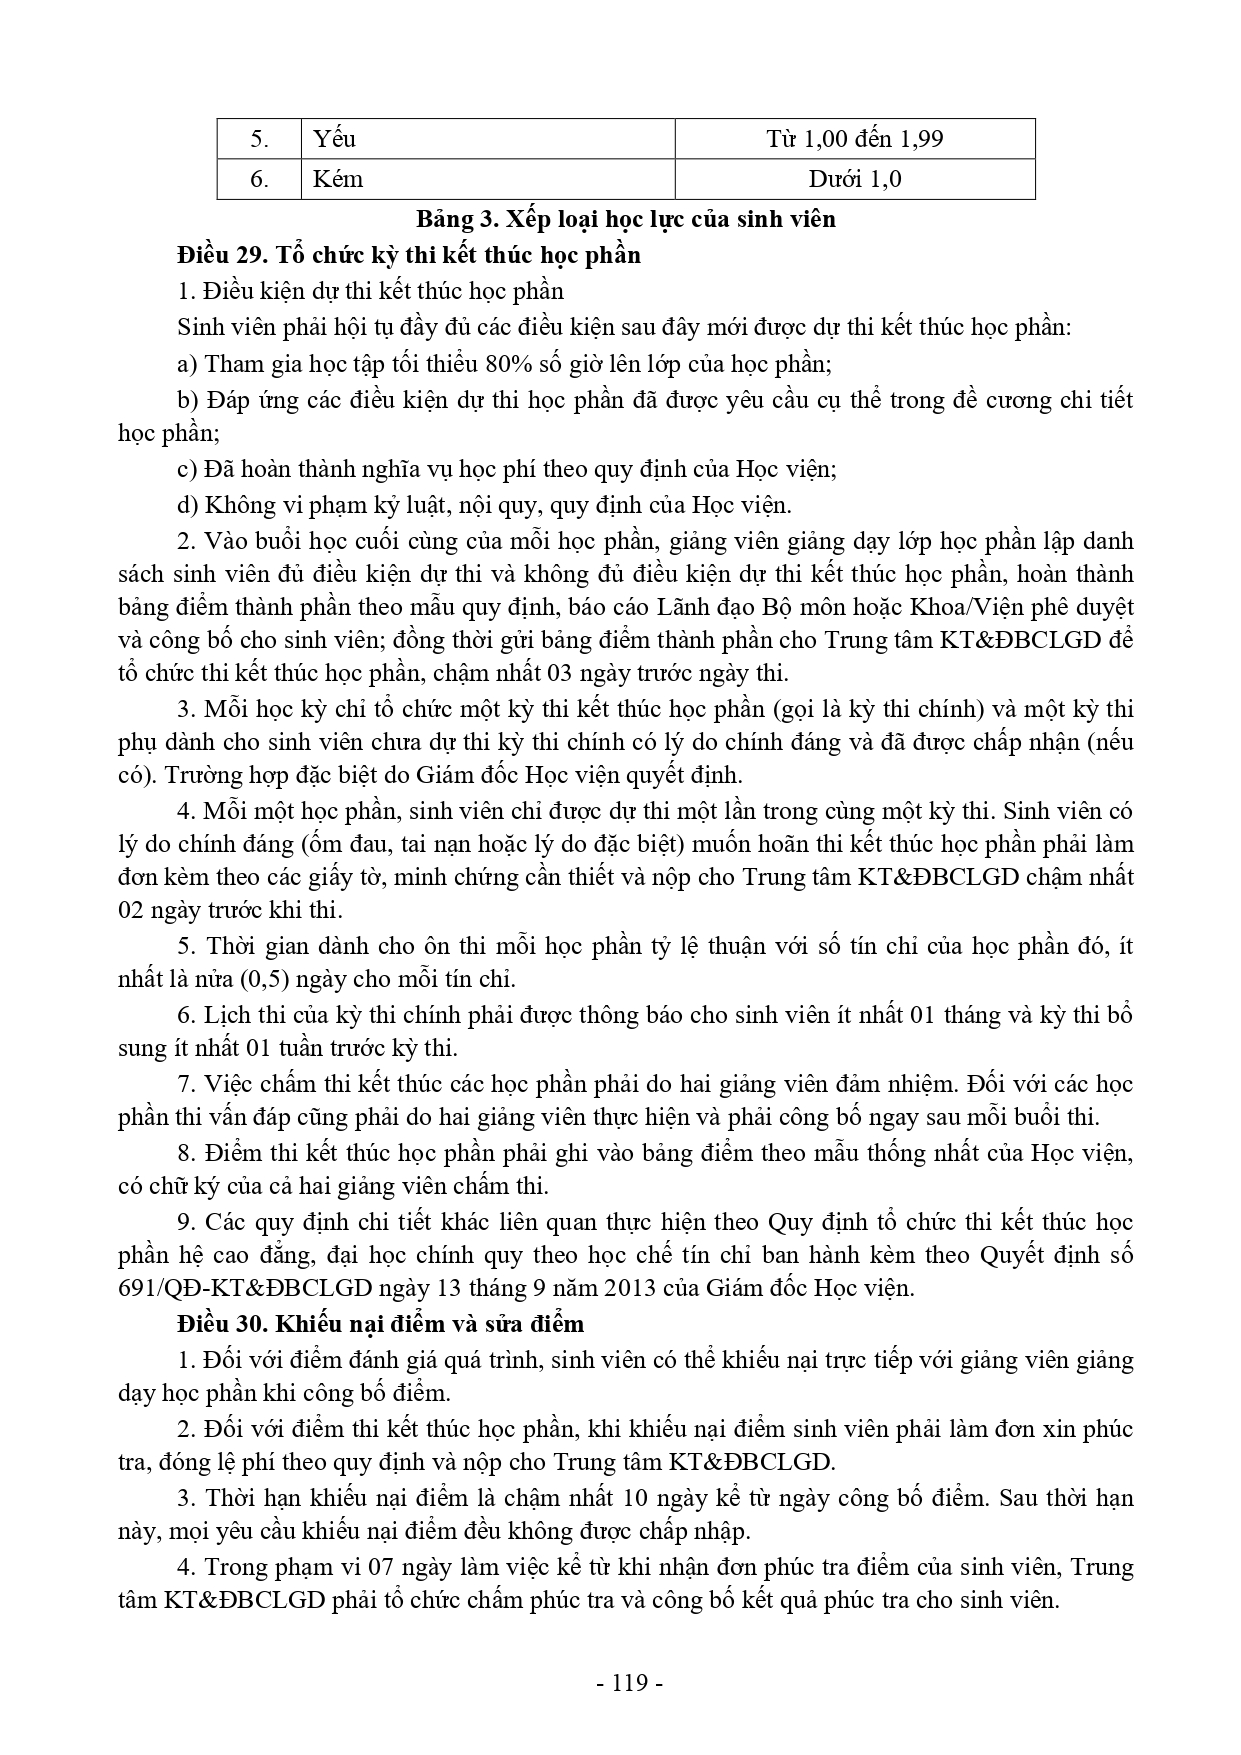 5. Yếu Từ 1,00 đến 1,99
6. Kém Dưới 1,0
Bảng 3. Xếp loại học lực của sinh viên
Điều 29. Tổ chức kỳ thi kết thúc học phần
1. Điều kiện dự thi kết thúc học phần
Sinh viên phải hội tụ đầy đủ các điều kiện sau đây mới được dự thi kết thúc học phần:
a) Tham gia học tập tối thiểu 80% số giờ lên lớp của học phần;
b) Đáp ứng các điều kiện dự thi học phần đã được yêu cầu cụ thể trong đề cương chi tiết
học phần;
c) Đã hoàn thành nghĩa vụ học phí theo quy định của Học viện;
d) Không vi phạm kỷ luật, nội quy, quy định của Học viện.
2. Vào buổi học cuối cùng của mỗi học phần, giảng viên giảng dạy lớp học phần lập danh
sách sinh viên đủ điều kiện dự thi và không đủ điều kiện dự thi kết thúc học phần, hoàn thành
bảng điểm thành phần theo mẫu quy định, báo cáo Lãnh đạo Bộ môn hoặc Khoa/Viện phê duyệt
và công bố cho sinh viên; đồng thời gửi bảng điểm thành phần cho Trung tâm KT&ĐBCLGD để
tổ chức thi kết thúc học phần, chậm nhất 03 ngày trước ngày thi.
3. Mỗi học kỳ chỉ tổ chức một kỳ thi kết thúc học phần (gọi là kỳ thi chính) và một kỳ thi
phụ dành cho sinh viên chưa dự thi kỳ thi chính có lý do chính đáng và đã được chấp nhận (nếu
có). Trường hợp đặc biệt do Giám đốc Học viện quyết định.
4. Mỗi một học phần, sinh viên chỉ được dự thi một lần trong cùng một kỳ thi. Sinh viên có
lý do chính đáng (ốm đau, tai nạn hoặc lý do đặc biệt) muốn hoãn thi kết thúc học phần phải làm
đơn kèm theo các giấy tờ, minh chứng cần thiết và nộp cho Trung tâm KT&ĐBCLGD chậm nhất
02 ngày trước khi thi.
5. Thời gian dành cho ôn thi mỗi học phần tỷ lệ thuận với số tín chỉ của học phần đó, ít
nhất là nửa (0,5) ngày cho mỗi tín chỉ.
6. Lịch thi của kỳ thi chính phải được thông báo cho sinh viên ít nhất 01 tháng và kỳ thi bổ
sung ít nhất 01 tuần trước kỳ thi.
7. Việc chấm thi kết thúc các học phần phải do hai giảng viên đảm nhiệm. Đối với các học
phần thi vấn đáp cũng phải do hai giảng viên thực hiện và phải công bố ngay sau mỗi buổi thi.
8. Điểm thi kết thúc học phần phải ghi vào bảng điểm theo mẫu thống nhất của Học viện,
có chữ ký của cả hai giảng viên chấm thi.
9. Các quy định chi tiết khác liên quan thực hiện theo Quy định tổ chức thi kết thúc học
phần hệ cao đẳng, đại học chính quy theo học chế tín chỉ ban hành kèm theo Quyết định số
691/QĐ-KT&ĐBCLGD ngày 13 tháng 9 năm 2013 của Giám đốc Học viện.
Điều 30. Khiếu nại điểm và sửa điểm
1. Đối với điểm đánh giá quá trình, sinh viên có thể khiếu nại trực tiếp với giảng viên giảng
dạy học phần khi công bố điểm.
2. Đối với điểm thi kết thúc học phần, khi khiếu nại điểm sinh viên phải làm đơn xin phúc
tra, đóng lệ phí theo quy định và nộp cho Trung tâm KT&ĐBCLGD.
3. Thời hạn khiếu nại điểm là chậm nhất 10 ngày kể từ ngày công bố điểm. Sau thời hạn
này, mọi yêu cầu khiếu nại điểm đều không được chấp nhập.
4. Trong phạm vi 07 ngày làm việc kể từ khi nhận đơn phúc tra điểm của sinh viên, Trung
tâm KT&ĐBCLGD phải tổ chức chấm phúc tra và công bố kết quả phúc tra cho sinh viên.
- 119 -